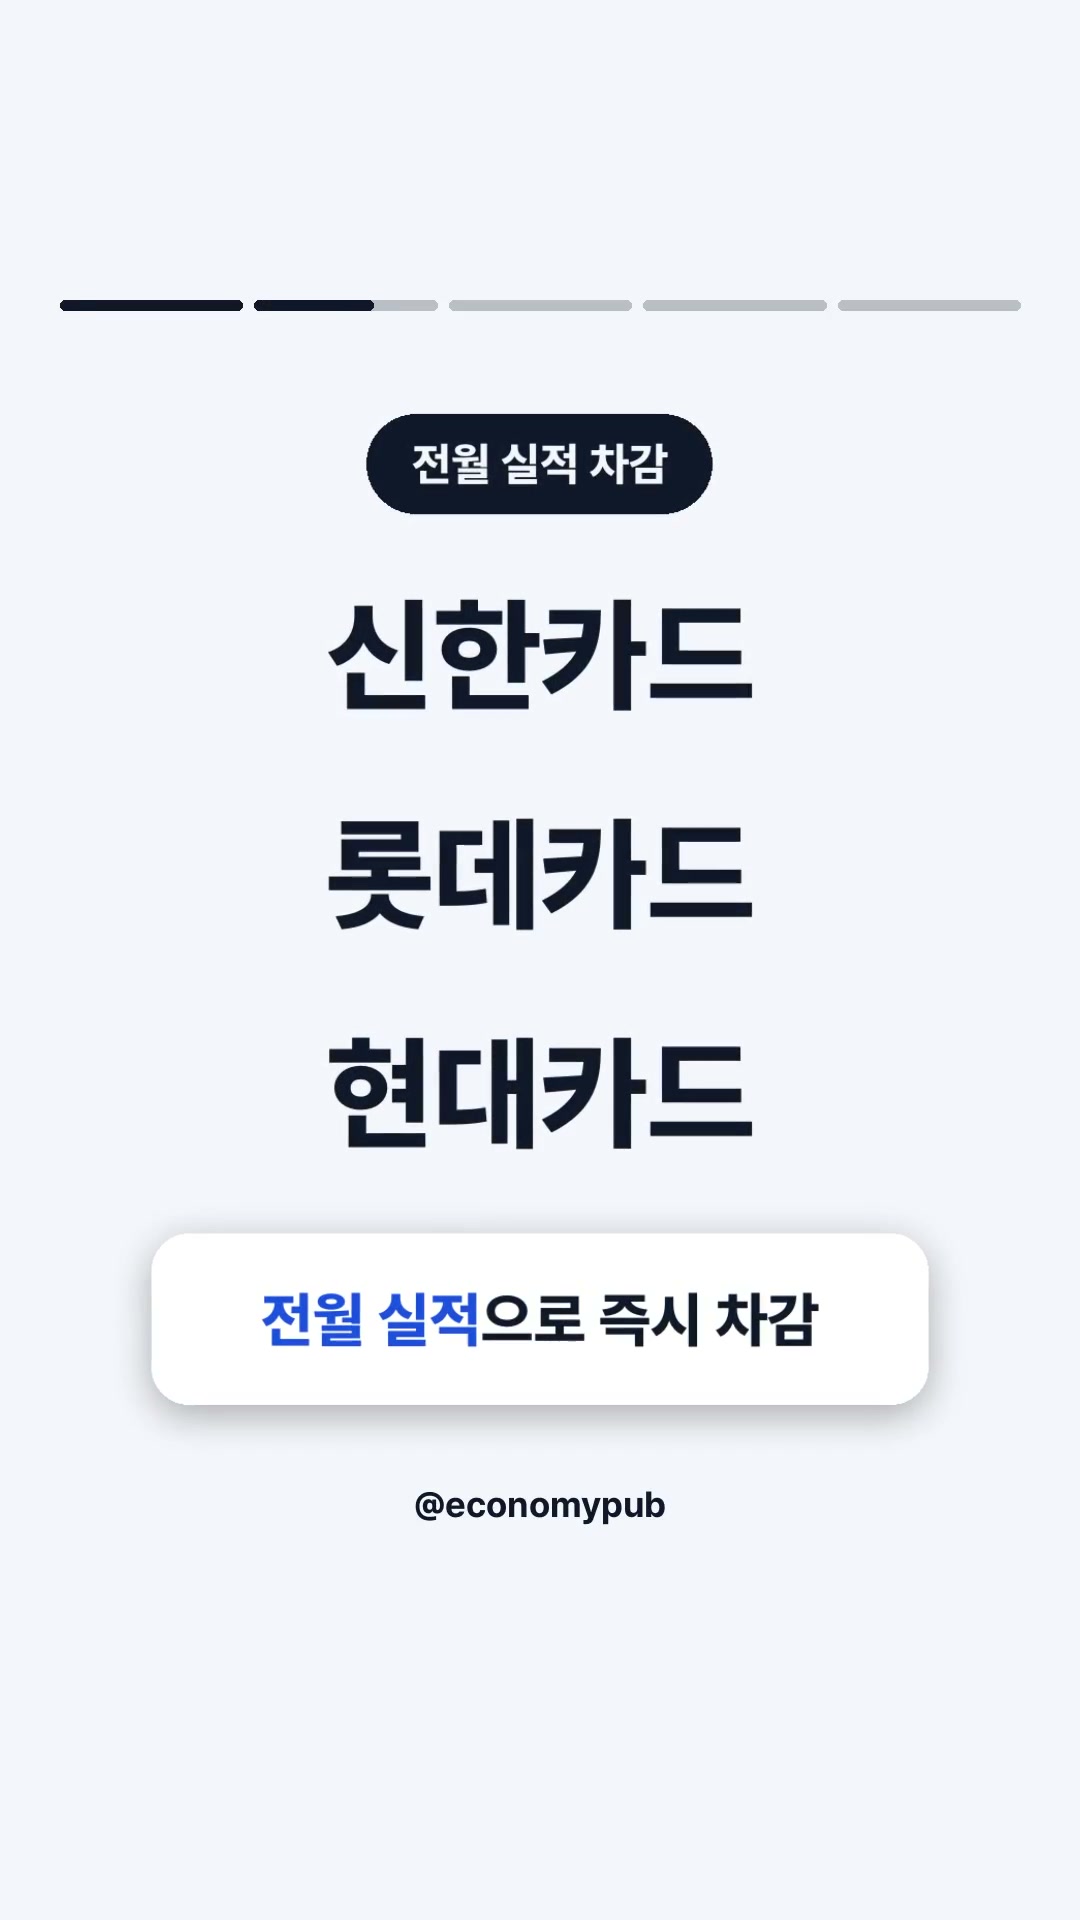 전월 실적 차감
신한카드
롯데카드
현대카드
전월 실적으로 즉시 차감
@economypub